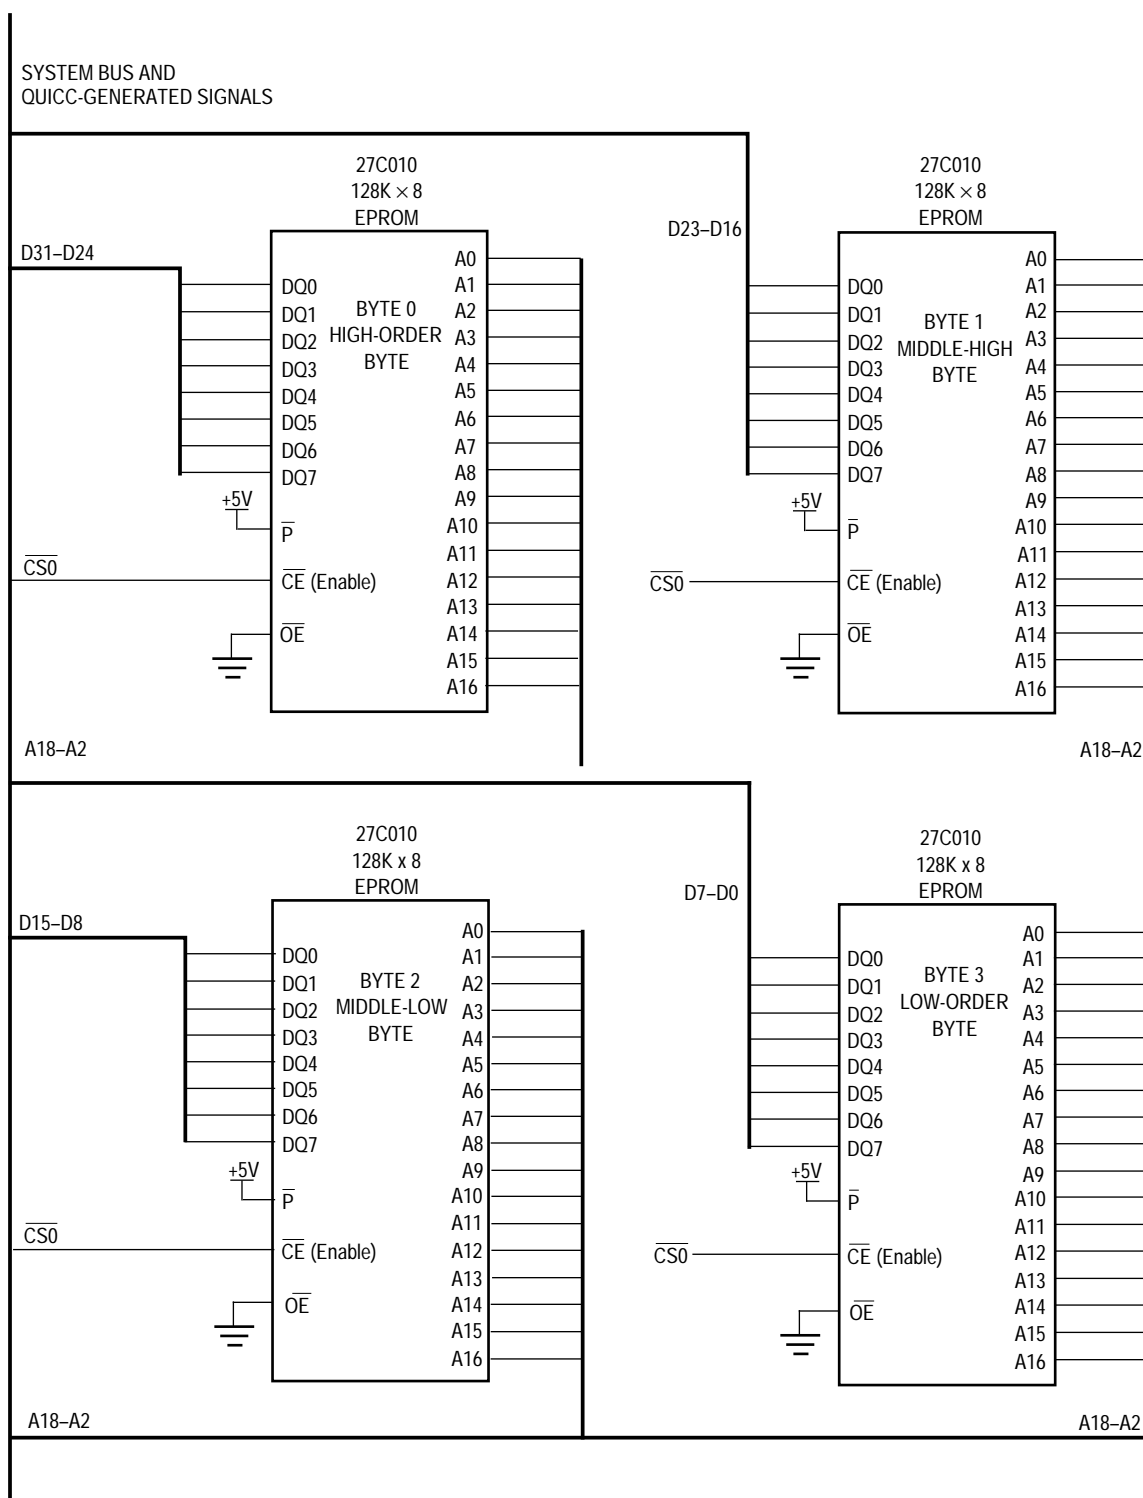 SYSTEM BUS AND
QUICC-GENERATED SIGNALS
27C010
128K × 8
EPROM
D31–D24
DQ0
DQ1
DQ2
DQ3
DQ4
DQ5
DQ6
DQ7
BYTE 0
HIGH-ORDER
BYTE
+5V
P
CS0
CE (Enable)
OE
A0
A1
A2
A3
A4
A5
A6
A7
A8
A9
A10
A11
A12
A13
A14
A15
A16
A18–A2
27C010
128K × 8
EPROM
D23–D16
DQ0
DQ1
DQ2
DQ3
DQ4
DQ5
DQ6
DQ7
BYTE 1
MIDDLE-HIGH
BYTE
+5V
P
CS0
CE (Enable)
OE
A0
A1
A2
A3
A4
A5
A6
A7
A8
A9
A10
A11
A12
A13
A14
A15
A16
A18–A2
27C010
128K x 8
EPROM
D15–D8
DQ0
DQ1
DQ2
DQ3
DQ4
DQ5
DQ6
DQ7
BYTE 2
MIDDLE-LOW
BYTE
+5V
P
CS0
CE (Enable)
OE
A0
A1
A2
A3
A4
A5
A6
A7
A8
A9
A10
A11
A12
A13
A14
A15
A16
A18–A2
27C010
128K x 8
EPROM
D7–D0
DQ0
DQ1
DQ2
DQ3
DQ4
DQ5
DQ6
DQ7
BYTE 3
LOW-ORDER
BYTE
+5V
P
CS0
CE (Enable)
OE
A0
A1
A2
A3
A4
A5
A6
A7
A8
A9
A10
A11
A12
A13
A14
A15
A16
A18–A2